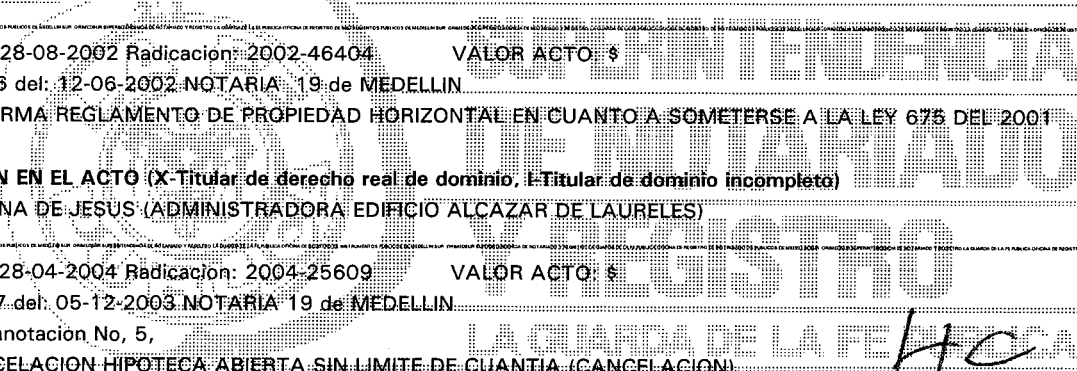 28-08-2002 Radicacion: 2002-46404 VALOR ACTO: $
SUPERINTENDENCIA
6 del: 12-06-2002 NOTARIA 19 de MEDELLIN
RMA REGLAMENTO DE PROPIEDAD HORIZONTAL EN CUANTO A SOMETERSE A LA LEY 675 DEL 2001
DE NOTARIADO
N EN EL ACTO (X-Titular de derecho real de dominio, I-Titular de dominio incompleto)
NA DE JESUS (ADMINISTRADORA EDIFICIO ALCAZAR DE LAURELES)
Y REGISTRO
28-04-2004 Radicacion: 2004-25609 VALOR ACTO: $
7 del: 05-12-2003 NOTARIA 19 de MEDELLIN
anotacion No, 5,
LA GUARDA DE LA FE PUBLICA
HC
CELACION HIPOTECA ABIERTA SIN LIMITE DE CUANTIA (CANCELACION)